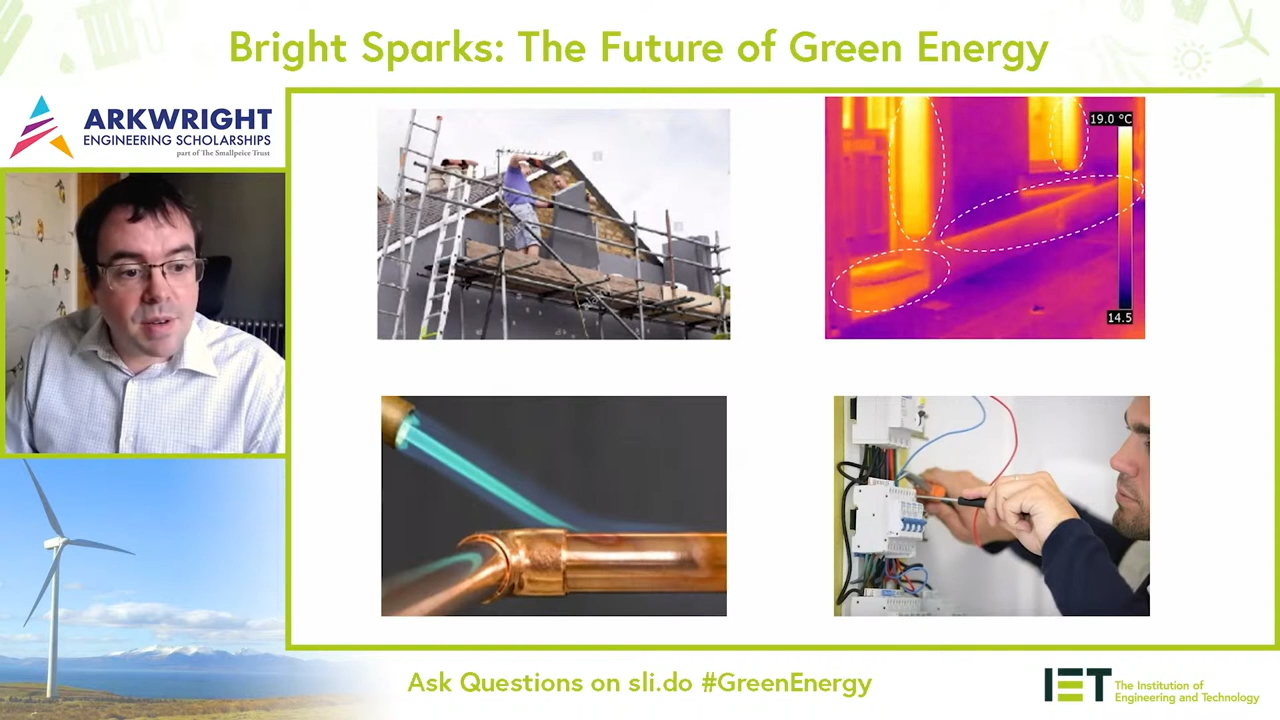 Bright Sparks: The Future of Green Energy
ARKWRIGHT
ENGINEERING SCHOLARSHIPS
part of The Smallpeice Trust
19.0 °C
14.5
Ask Questions on sli.do #GreenEnergy
IET
The Institution of
Engineering and Technology